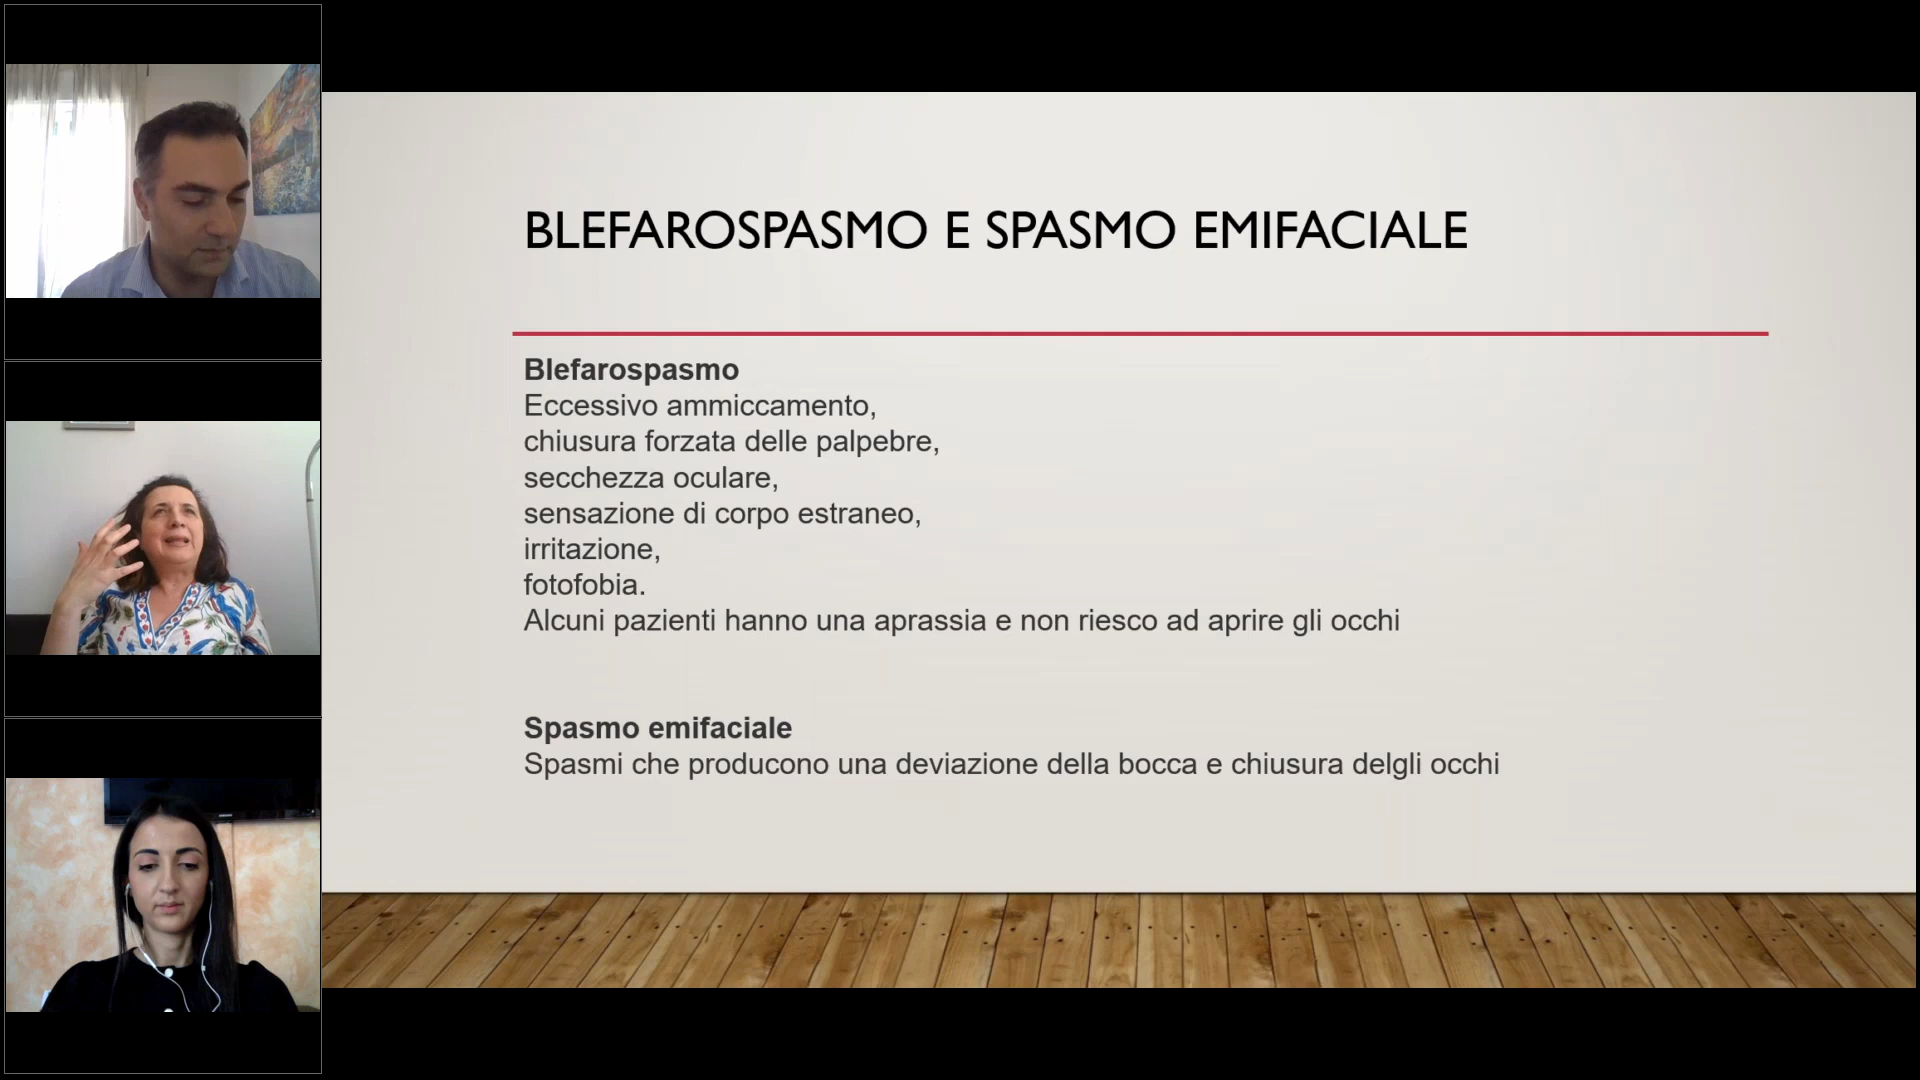 BLEFAROSPASMO E SPASMO EMIFACIALE
Blefarospasmo
Eccessivo ammiccamento,
chiusura forzata delle palpebre,
secchezza oculare,
sensazione di corpo estraneo,
irritazione,
fotofobia.
Alcuni pazienti hanno una aprassia e non riesco ad aprire gli occhi
Spasmo emifaciale
Spasmi che producono una deviazione della bocca e chiusura delgli occhi